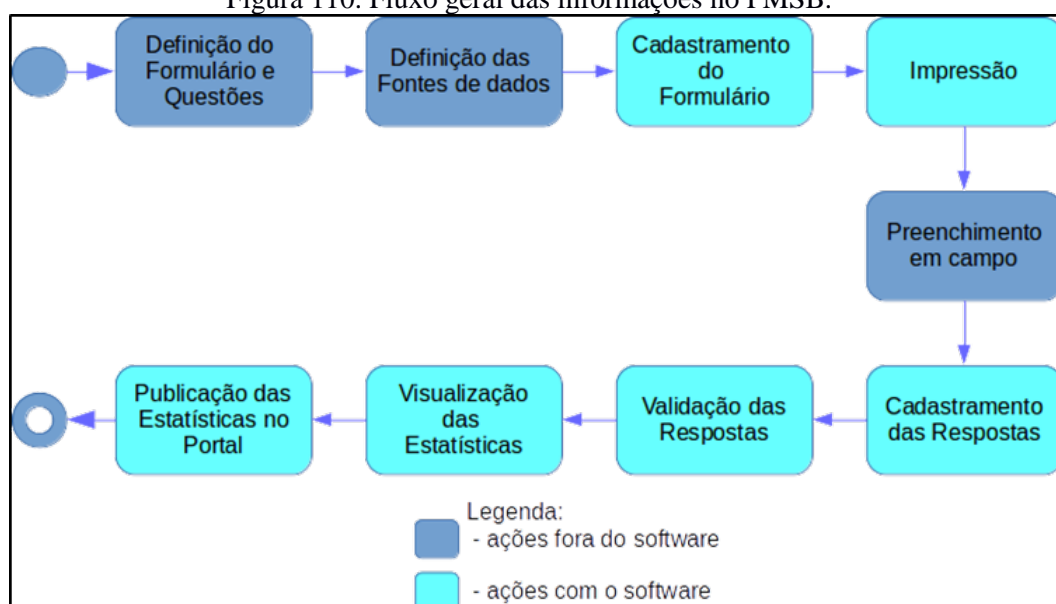 Figura 110: Fluxo geral das informações no PMSB.
Definição do
Formulário e
Questões
Definição das
Fontes de dados
Cadastramento
do
Formulário
Impressão
Preenchimento
em campo
Cadastramento
das Respostas
Validação das
Respostas
Visualização
das
Estatísticas
Publicação das
Estatísticas no
Portal
Legenda:
- ações fora do software
- ações com o software